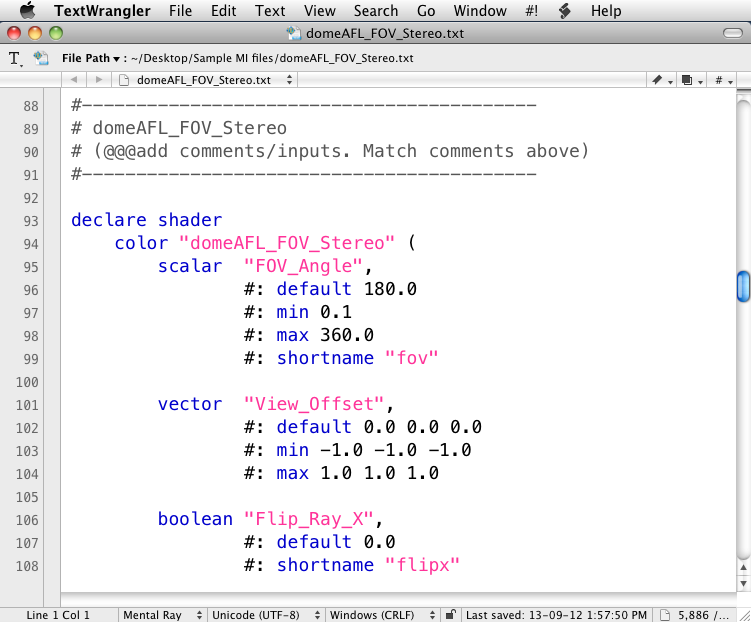 TextWrangler File Edit Text View Search Go Window #! Help
domeAFL_FOV_Stereo.txt
File Path ▾ : ~/Desktop/Sample MI files/domeAFL_FOV_Stereo.txt
domeAFL_FOV_Stereo.txt #
88 #------------------------------------------
89 # domeAFL_FOV_Stereo
90 # (@@@add comments/inputs. Match comments above)
91 #------------------------------------------
92
93 declare shader
94 color "domeAFL_FOV_Stereo" (
95 scalar "FOV_Angle",
96 #: default 180.0
97 #: min 0.1
98 #: max 360.0
99 #: shortname "fov"
100
101 vector "View_Offset",
102 #: default 0.0 0.0 0.0
103 #: min -1.0 -1.0 -1.0
104 #: max 1.0 1.0 1.0
105
106 boolean "Flip_Ray_X",
107 #: default 0.0
108 #: shortname "flipx"
Line 1 Col 1 Mental Ray Unicode (UTF-8) Windows (CRLF) Last saved: 13-09-12 1:57:50 PM 5,886 /...